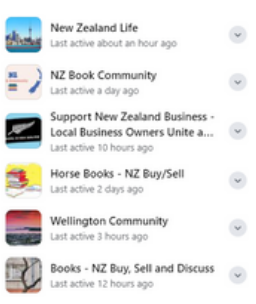 New Zealand Life
Last active about an hour ago
NZ Book Community
Last active a day ago
Support New Zealand Business -
Local Business Owners Unite a...
Last active 10 hours ago
Horse Books - NZ Buy/Sell
Last active 2 days ago
Wellington Community
Last active 3 hours ago
Books - NZ Buy, Sell and Discuss
Last active 12 hours ago